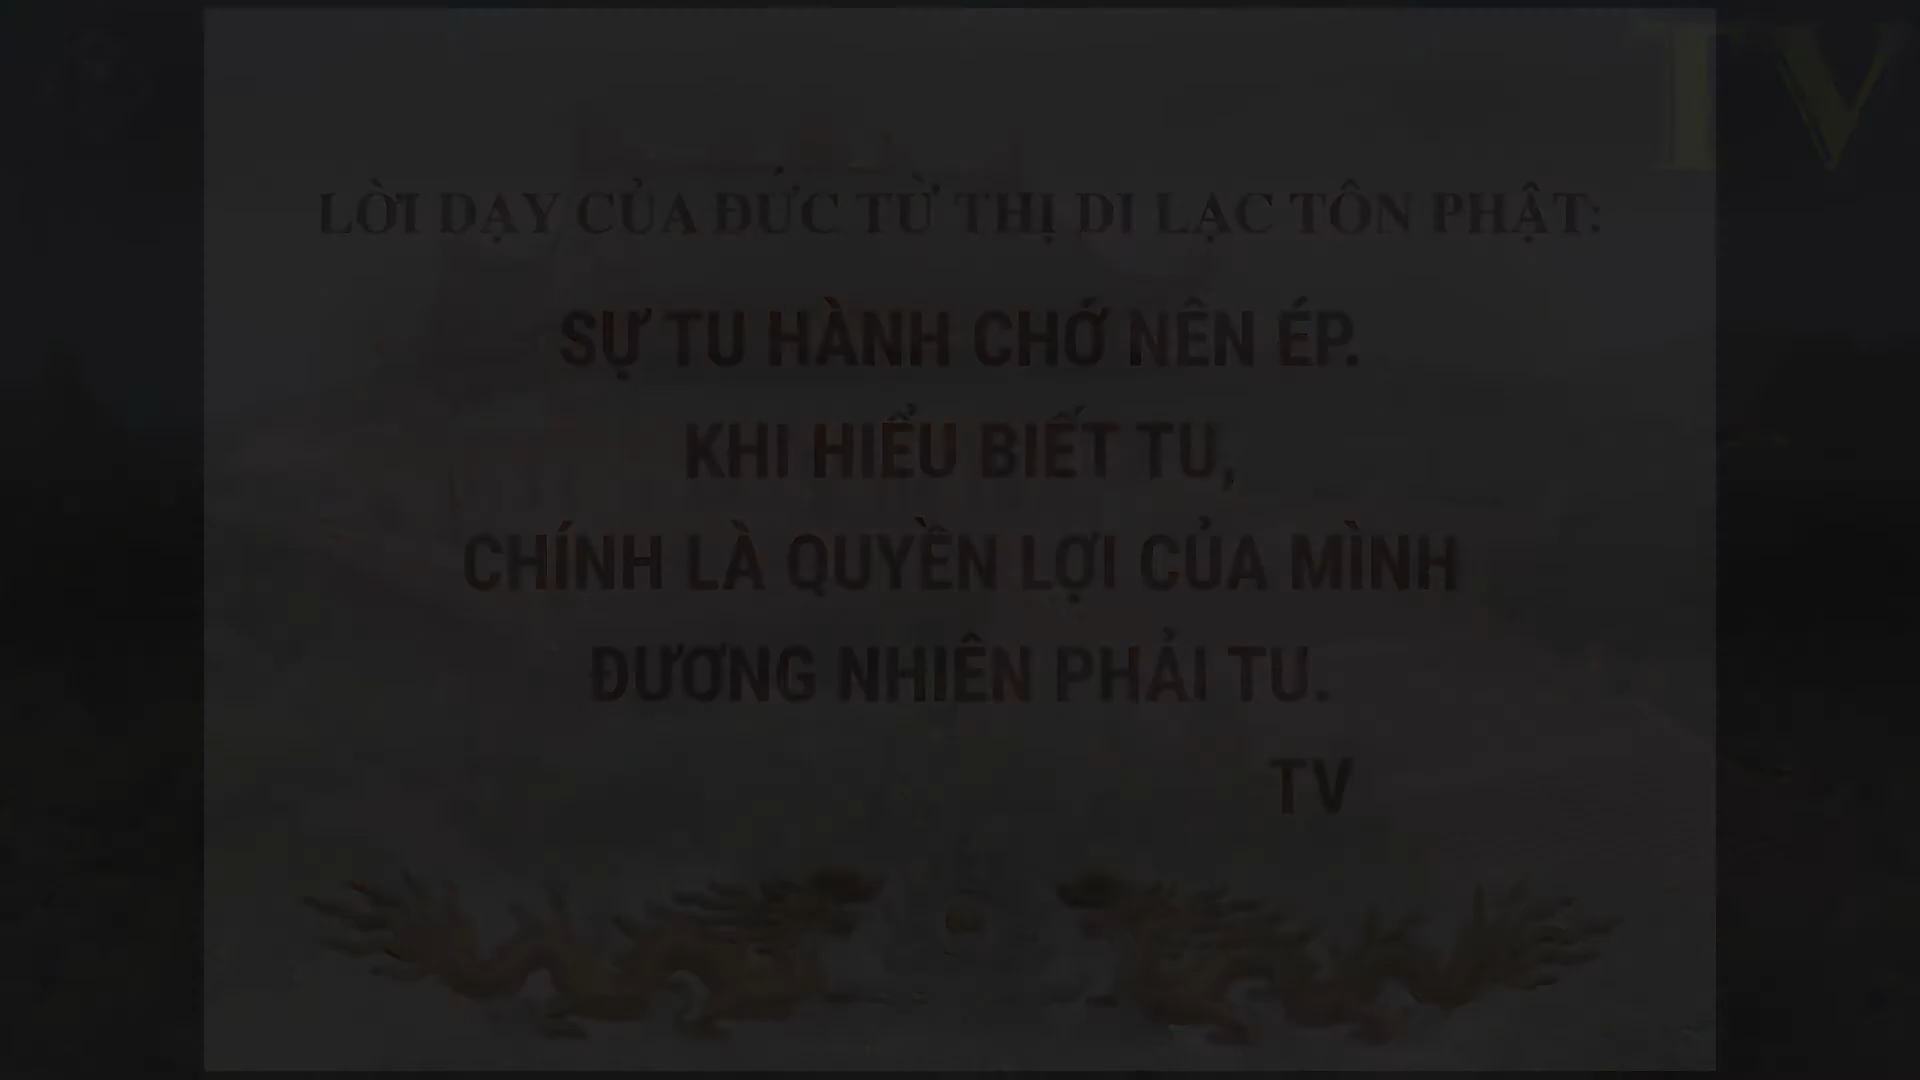 TV
LỜI DẠY CỦA ĐỨC TỪ THỊ DI LẠC TÔN PHẬT:
SỰ TU HÀNH CHỚ NÊN ÉP.
KHI HIỂU BIẾT TU,
CHÍNH LÀ QUYỀN LỢI CỦA MÌNH
ĐƯƠNG NHIÊN PHẢI TU.
TV